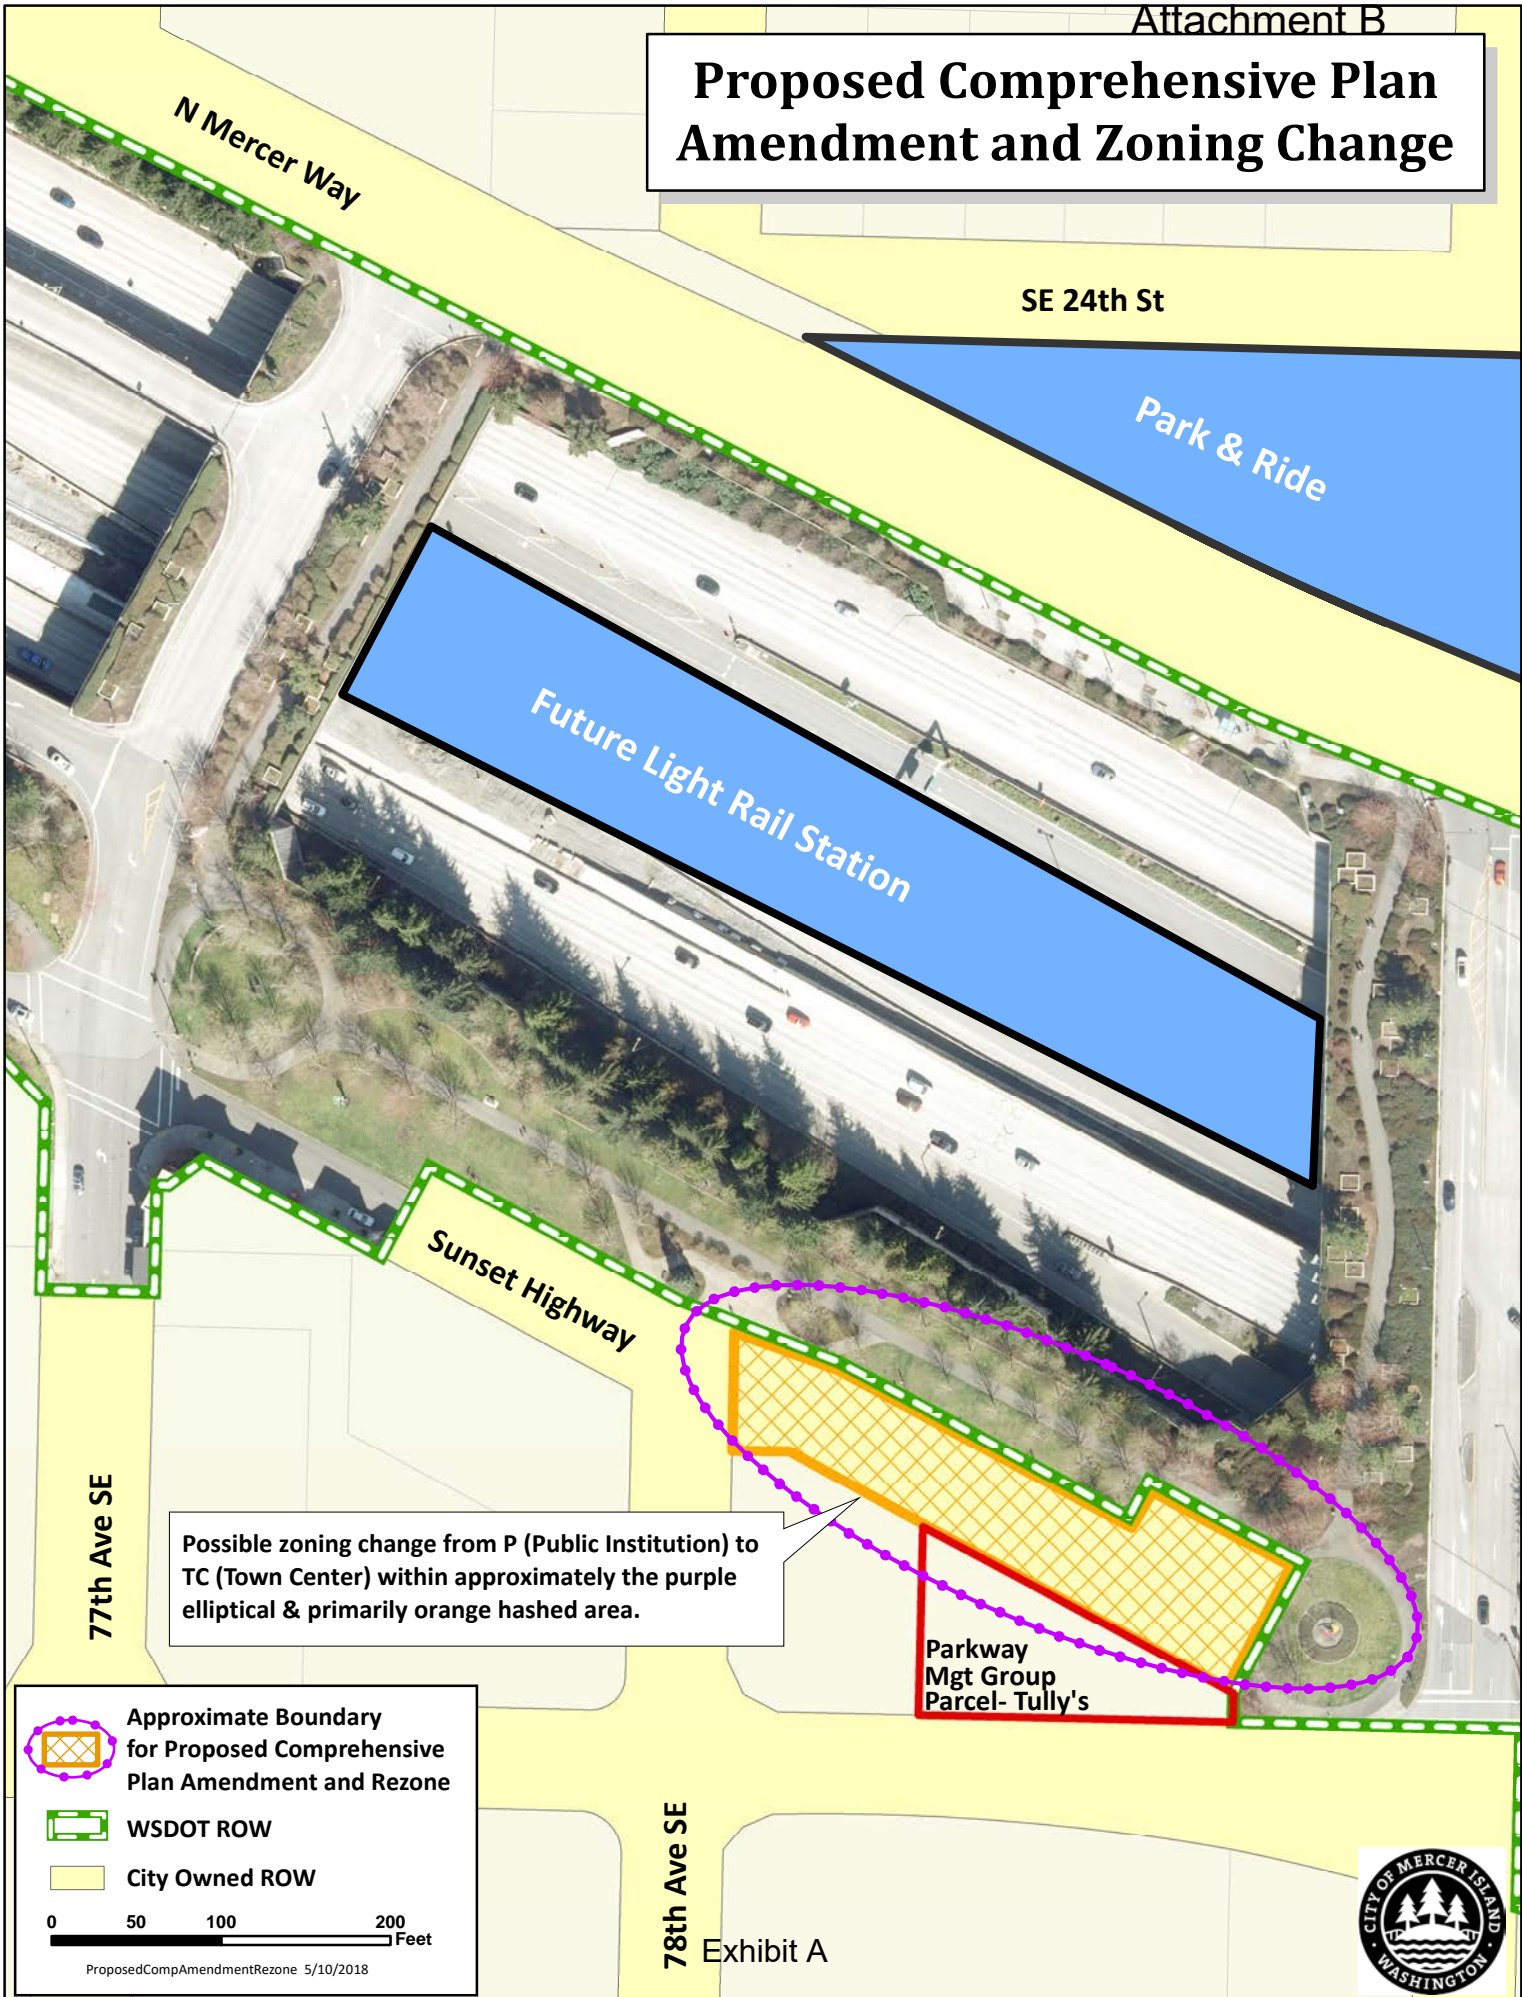 Attachment B
Proposed Comprehensive Plan
Amendment and Zoning Change
N Mercer Way
SE 24th St
Park & Ride
Future Light Rail Station
Sunset Highway
77th Ave SE
Possible zoning change from P (Public Institution) to
TC (Town Center) within approximately the purple
elliptical & primarily orange hashed area.
Parkway
Mgt Group
Parcel- Tully's
Approximate Boundary
for Proposed Comprehensive
Plan Amendment and Rezone
WSDOT ROW
City Owned ROW
0 50 100 200
Feet
ProposedCompAmendmentRezone 5/10/2018
78th Ave SE
Exhibit A
CITY OF MERCER ISLAND
WASHINGTON